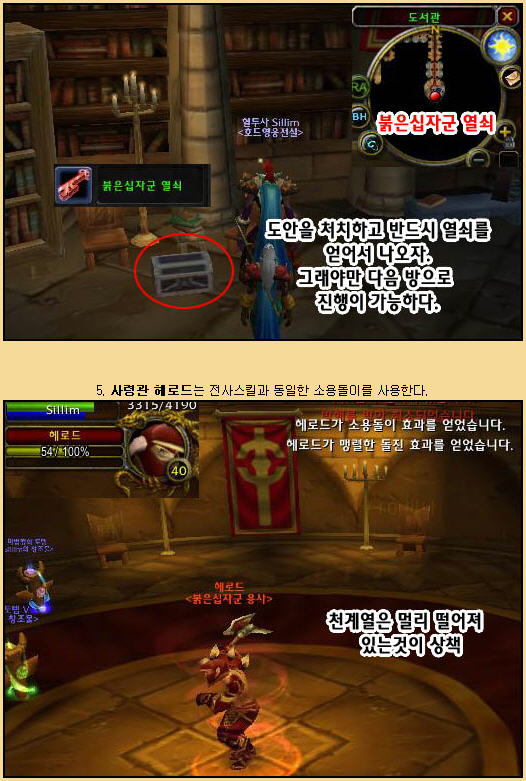 도서관
N
RA
BH
붉은십자군 열쇠
혈투사 Sillim
<호드영웅전설>
붉은십자군 열쇠
도안을 처치하고 반드시 열쇠를
얻어서 나오자.
그래야만 다음 방으로
진행이 가능하다.
5. 사령관 헤로드는 전사스킬과 동일한 소용돌이를 사용한다.
Sillim
3315/4190
헤로드
54 / 100%
40
헤로드가 소용돌이 효과를 얻었습니다.
헤로드가 맹렬한 돌진 효과를 얻었습니다.
헤로드
<붉은십자군 용사>
천계열은 멀리 떨어져
있는것이 상책